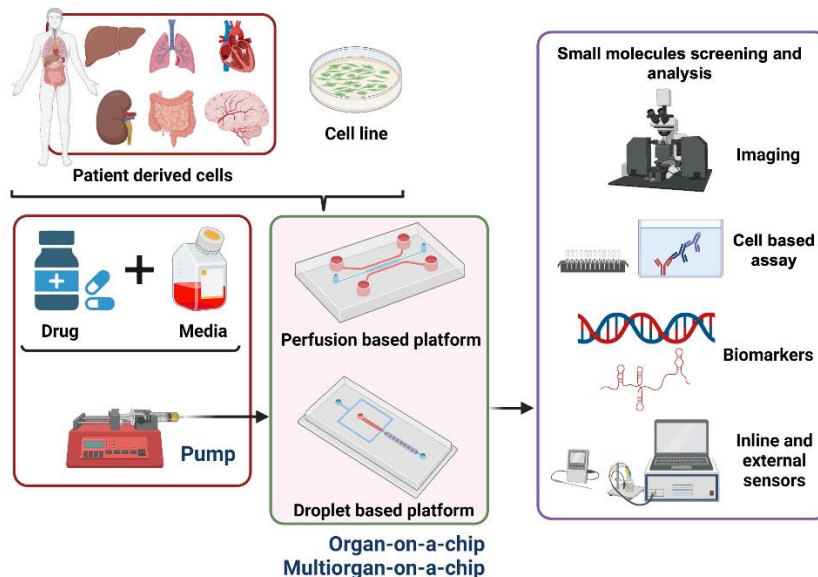 Patient derived cells
Cell line
Drug
Media
Pump
Perfusion based platform
Droplet based platform
Organ-on-a-chip
Multiorgan-on-a-chip
Small molecules screening and
analysis
Imaging
Cell based
assay
Biomarkers
Inline and
external
sensors